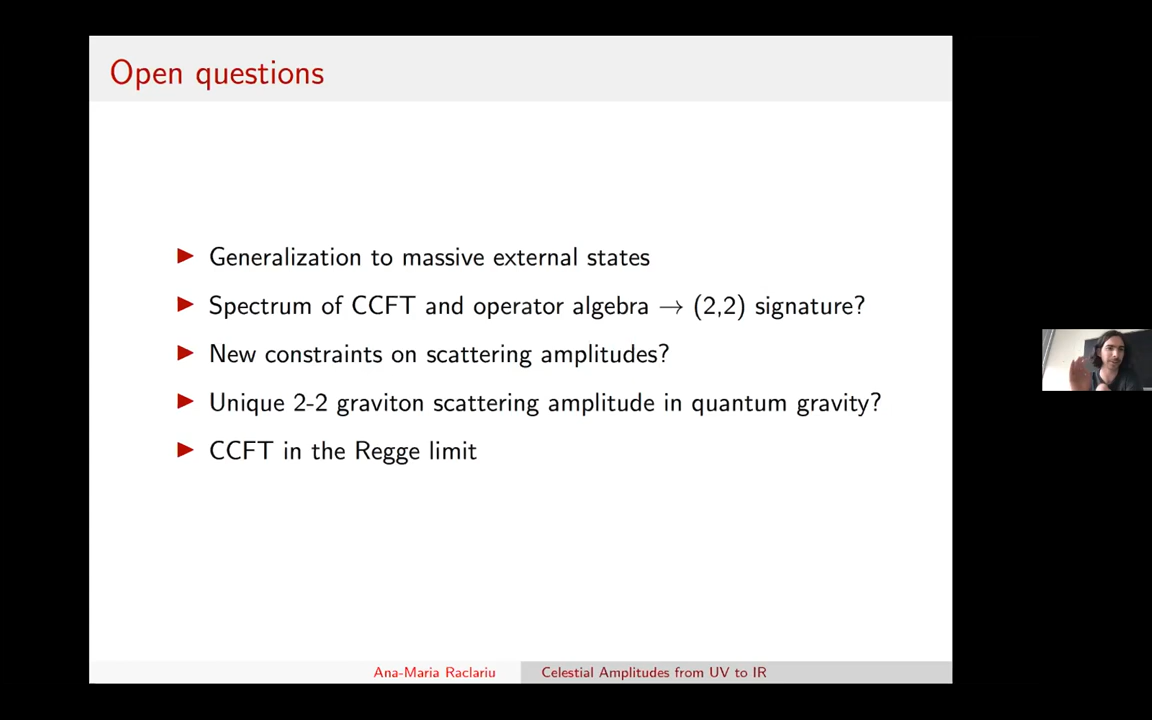 Open questions
▶ Generalization to massive external states
▶ Spectrum of CCFT and operator algebra → (2,2) signature?
▶ New constraints on scattering amplitudes?
▶ Unique 2-2 graviton scattering amplitude in quantum gravity?
▶ CCFT in the Regge limit
Ana-Maria Raclariu Celestial Amplitudes from UV to IR